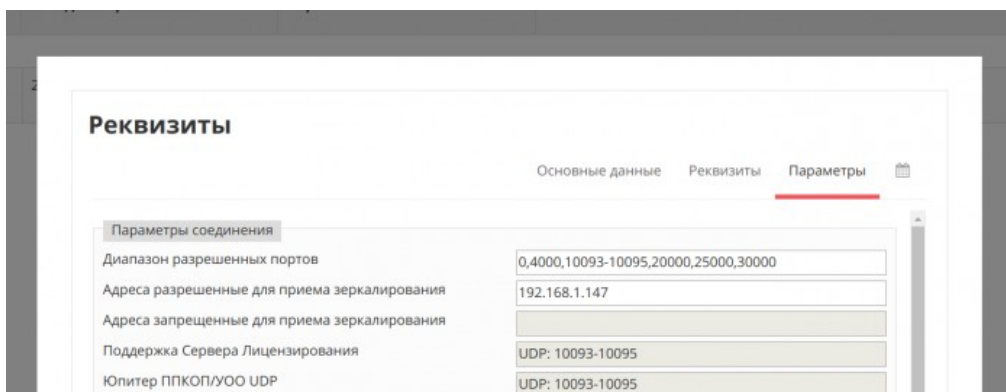 Реквизиты
Основные данные Реквизиты Параметры
Параметры соединения
Диапазон разрешенных портов 0,4000,10093-10095,20000,25000,30000
Адреса разрешенные для приема зеркалирования 192.168.1.147
Адреса запрещенные для приема зеркалирования
Поддержка Сервера Лицензирования UDP: 10093-10095
Юпитер ППКОП/УОО UDP UDP: 10093-10095